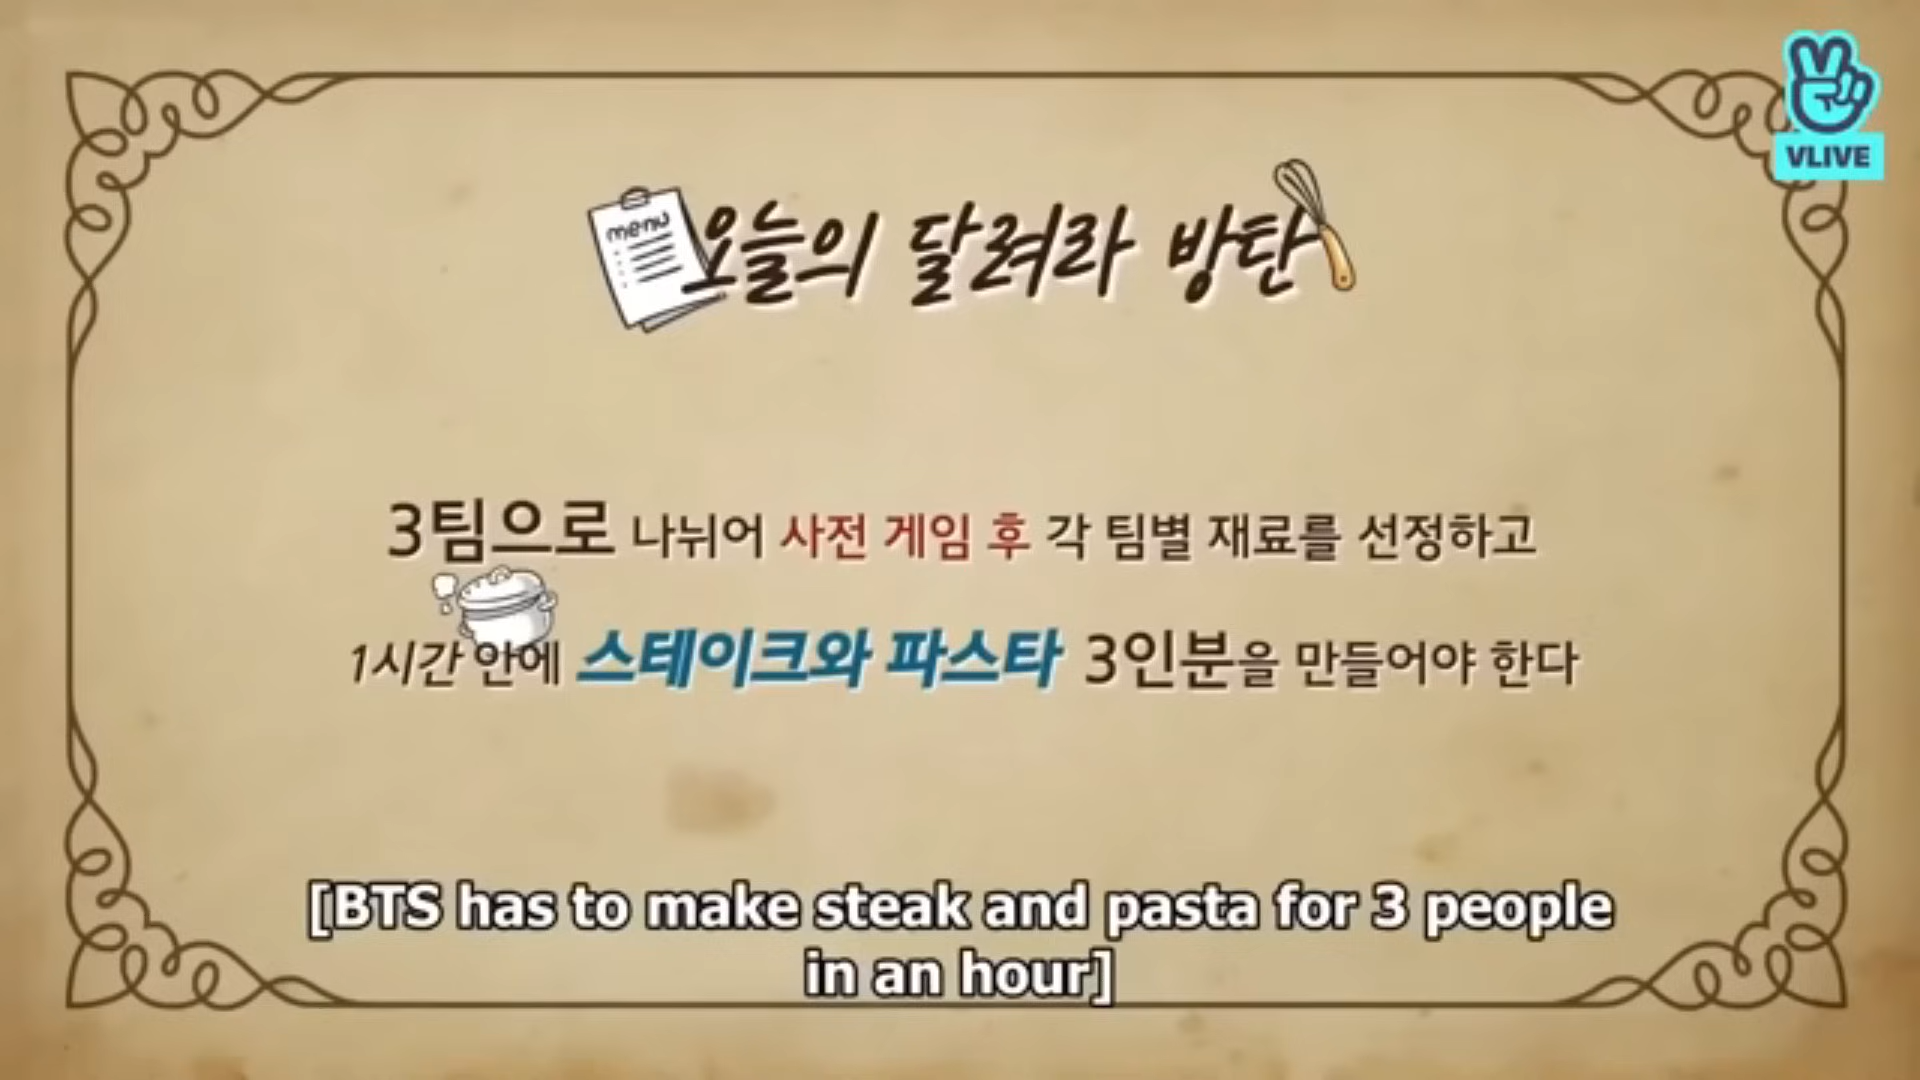 VLIVE
menu
오늘의 달려라 방탄
3팀으로 나뉘어 사전 게임 후 각 팀별 재료를 선정하고
1시간 안에 스테이크와 파스타 3인분을 만들어야 한다
[BTS has to make steak and pasta for 3 people
in an hour]